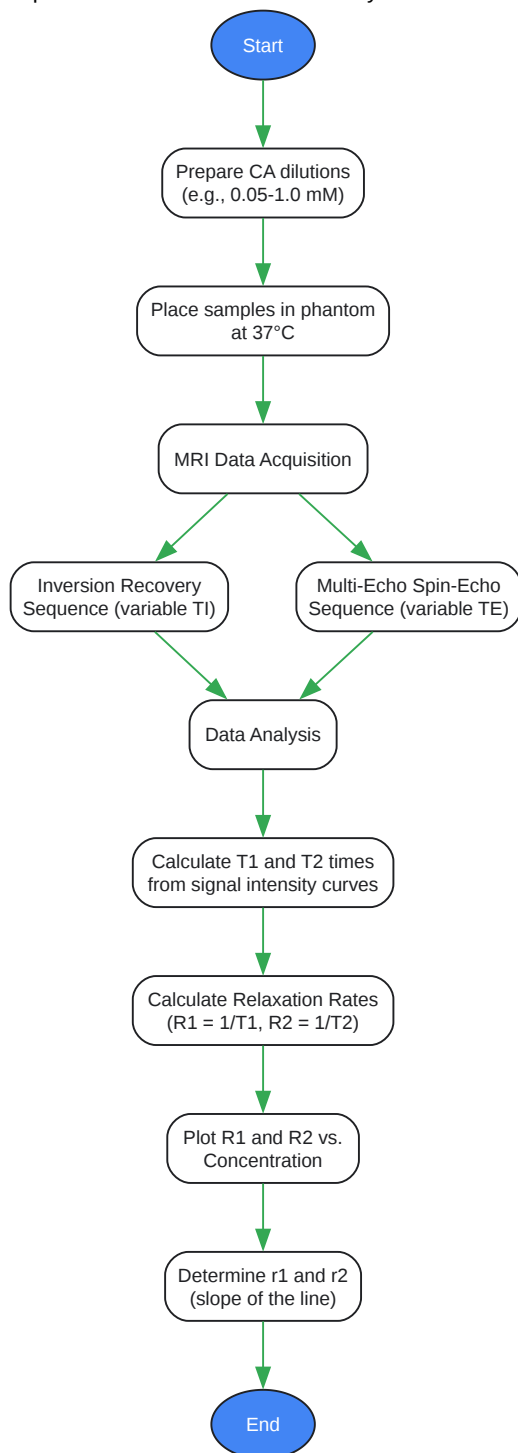 Start
Prepare CA dilutions
(e.g., 0.05-1.0 mM)
Place samples in phantom
at 37°C
MRI Data Acquisition
Inversion Recovery
Sequence (variable TI)
Multi-Echo Spin-Echo
Sequence (variable TE)
Data Analysis
Calculate T1 and T2 times
from signal intensity curves
Calculate Relaxation Rates
(R1 = 1/T1, R2 = 1/T2)
Plot R1 and R2 vs.
Concentration
Determine r1 and r2
(slope of the line)
End